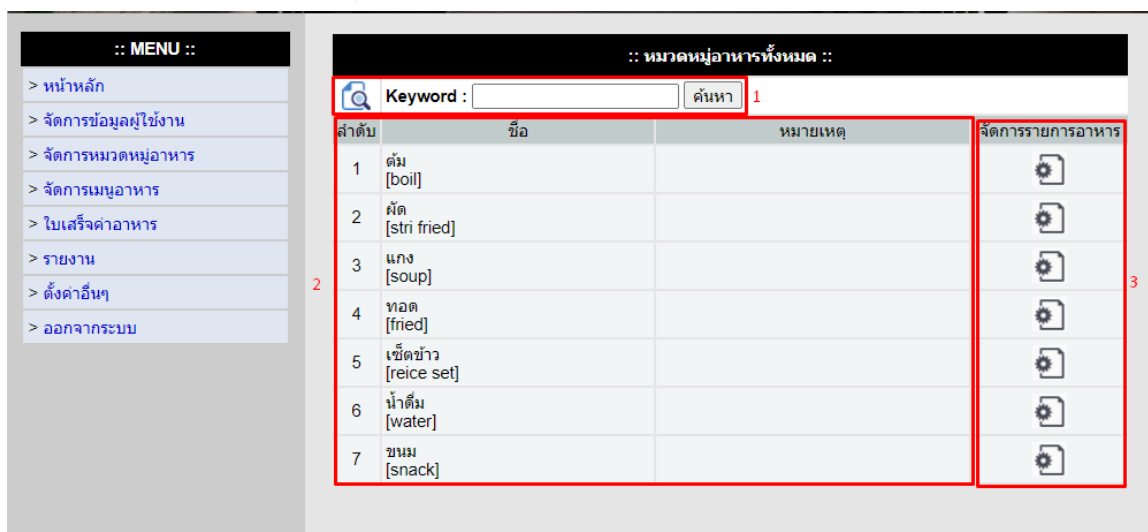 :: MENU ::
> หน้าหลัก
> จัดการข้อมูลผู้ใช้งาน
> จัดการหมวดหมู่อาหาร
> จัดการเมนูอาหาร
> ใบเสร็จค่าอาหาร
> รายงาน
> ตั้งค่าอื่นๆ
> ออกจากระบบ
:: หมวดหมู่อาหารทั้งหมด ::
Keyword : ค้นหา 1
ลำดับ ชื่อ หมายเหตุ จัดการรายการอาหาร
1 ต้ม
[boil]
2 ผัด
[stri fried]
3 แกง
[soup]
2
3
4 ทอด
[fried]
5 เซ็ตข้าว
[reice set]
6 น้ำดื่ม
[water]
7 ขนม
[snack]